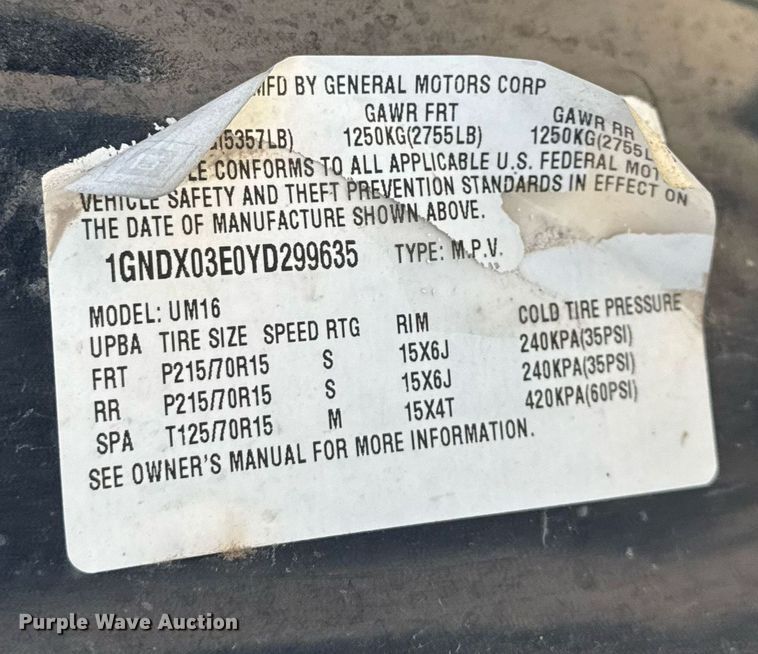 MFD BY GENERAL MOTORS CORP
GAWR FRT GAWR RR
(5357LB) 1250KG(2755LB) 1250KG(2755L
LE CONFORMS TO ALL APPLICABLE U.S. FEDERAL MOT
VEHICLE SAFETY AND THEFT PREVENTION STANDARDS IN EFFECT ON
THE DATE OF MANUFACTURE SHOWN ABOVE.
1GNDX03E0YD299635 TYPE: M.P.V.
MODEL: UM16
UPBA TIRE SIZE SPEED RTG RIM COLD TIRE PRESSURE
FRT P215/70R15 S 15X6J 240KPA(35PSI)
RR P215/70R15 S 15X6J 240KPA(35PSI)
SPA T125/70R15 M 15X4T 420KPA(60PSI)
SEE OWNER'S MANUAL FOR MORE INFORMATION.
Purple Wave Auction